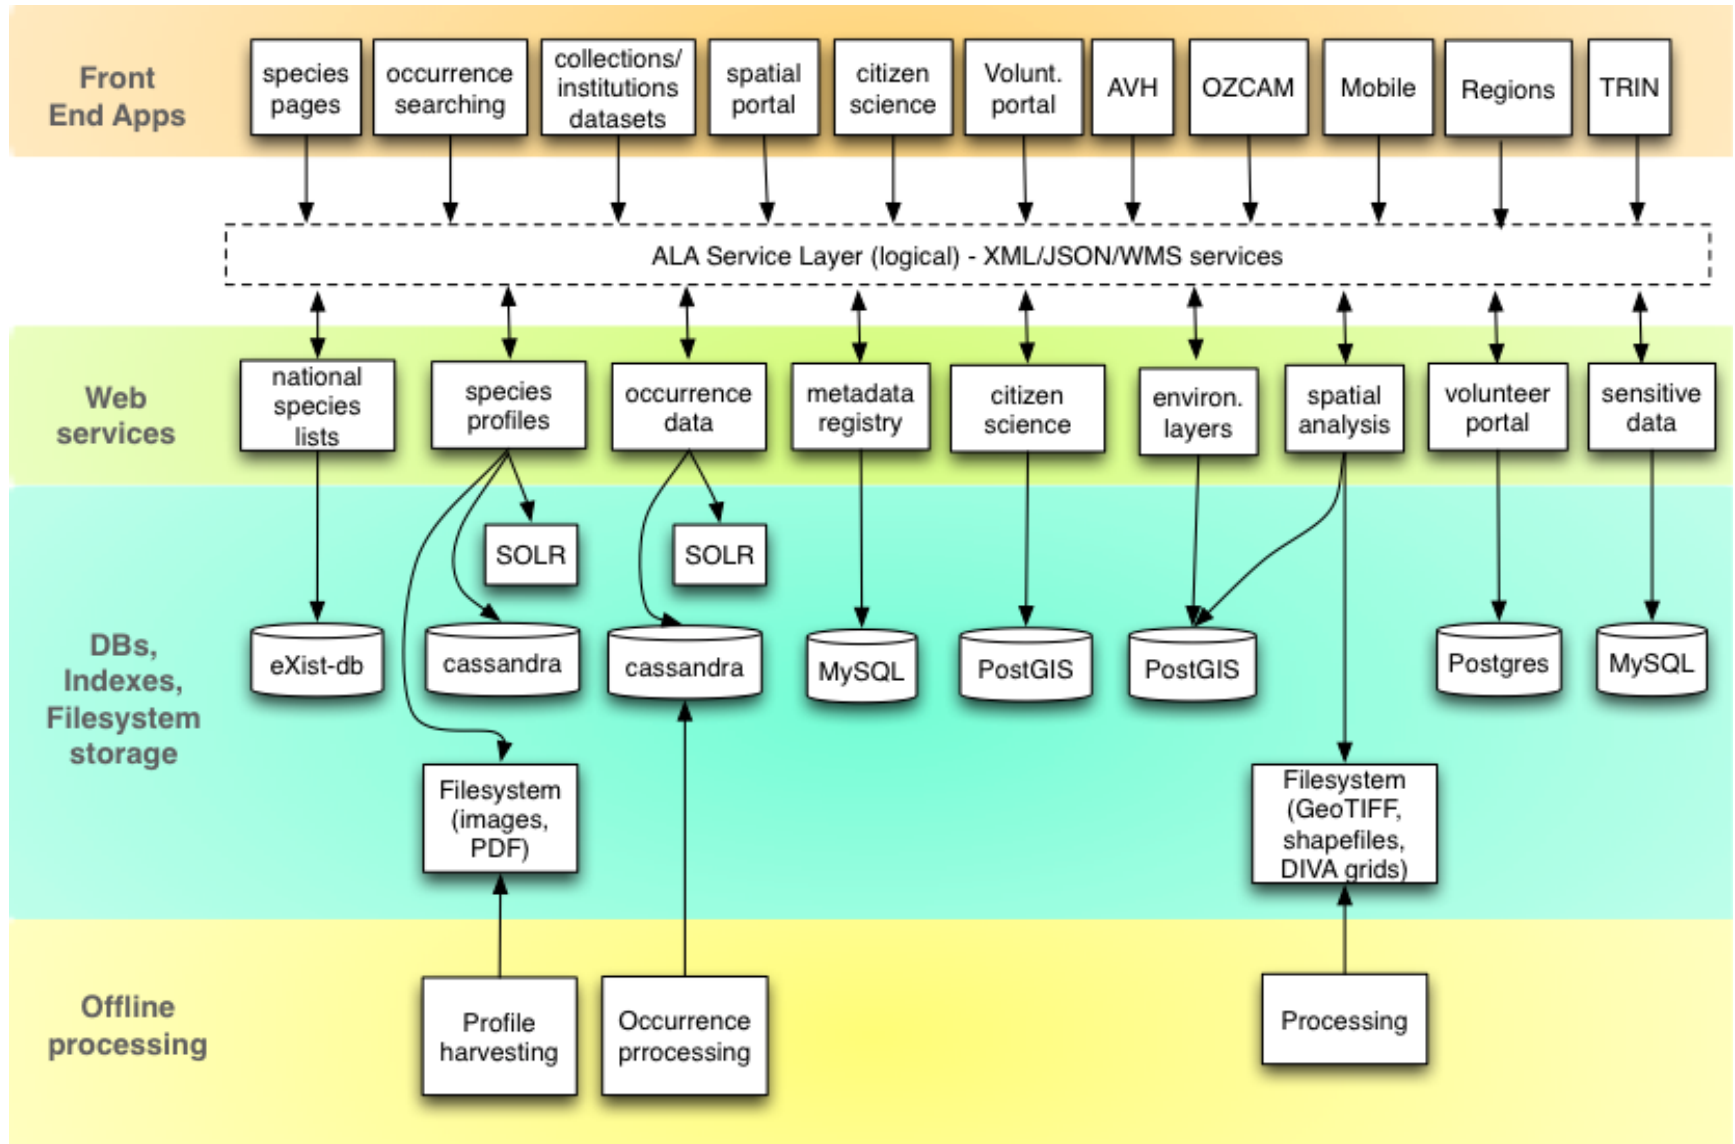 Front
End Apps
species
pages
occurrence
searching
collections/
institutions
datasets
spatial
portal
citizen
science
Volunt.
portal
AVH
OZCAM
Mobile
Regions
TRIN
ALA Service Layer (logical) - XML/JSON/WMS services
Web
services
national
species
lists
species
profiles
occurrence
data
metadata
registry
citizen
science
environ.
layers
spatial
analysis
volunteer
portal
sensitive
data
DBs,
Indexes,
Filesystem
storage
SOLR
SOLR
eXist-db
cassandra
cassandra
MySQL
PostGIS
PostGIS
Postgres
MySQL
Filesystem
(images,
PDF)
Filesystem
(GeoTIFF,
shapefiles,
DIVA grids)
Offline
processing
Profile
harvesting
Occurrence
prrocessing
Processing